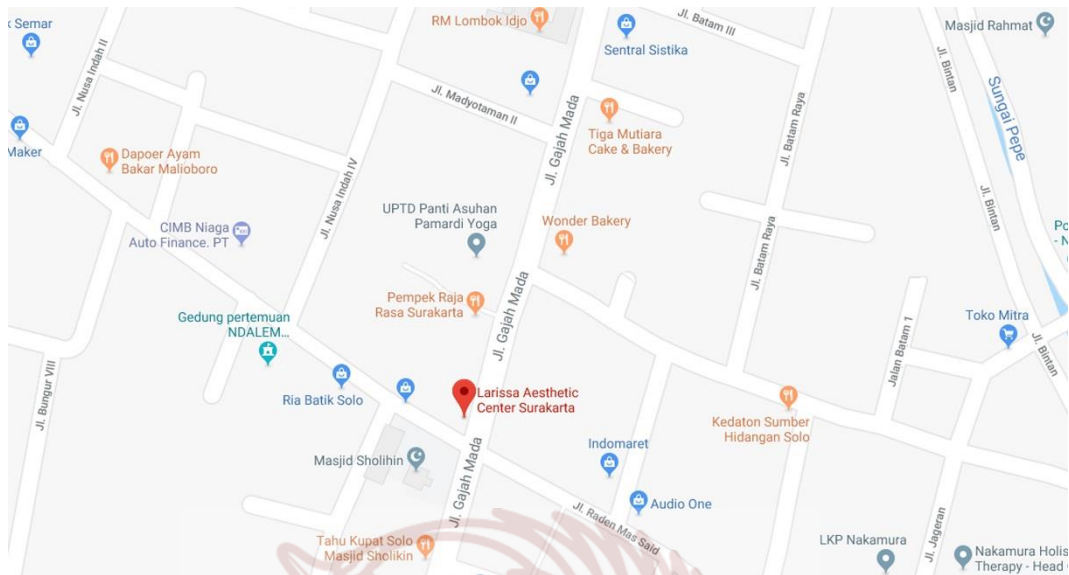 Semar
RM Lombok Idjo
Sentral Sistika
Jl. Batam III
Masjid Rahmat
Jl. Nusa Indah II
Jl. Madyotaman II
Jl. Gajah Mada
Jl. Bintan
Sungai Pepe
Maker
Dapoer Ayam
Bakar Malioboro
Tiga Mutiara
Cake & Bakery
Jl. Batam Raya
Jl. Nusa Indah IV
UPTD Panti Asuhan
Pamardi Yoga
Wonder Bakery
CIMB Niaga
Auto Finance. PT
Jl. Bintan
Po
- N
Jl. Batam Raya
Pempek Raja
Rasa Surakarta
Jl. Gajah Mada
Gedung pertemuan
NDALEM...
Toko Mitra
Jl. Bintan
Jalan Batam 1
Jl. Bungur VIII
Ria Batik Solo
Larissa Aesthetic
Center Surakarta
Kedaton Sumber
Hidangan Solo
Indomaret
Masjid Sholihin
Jl. Gajah Mada
Audio One
Jl. Raden Mas Said
Tahu Kupat Solo
Masjid Sholikin
LKP Nakamura
Jl. Jageran
Nakamura Holis
Therapy - Head